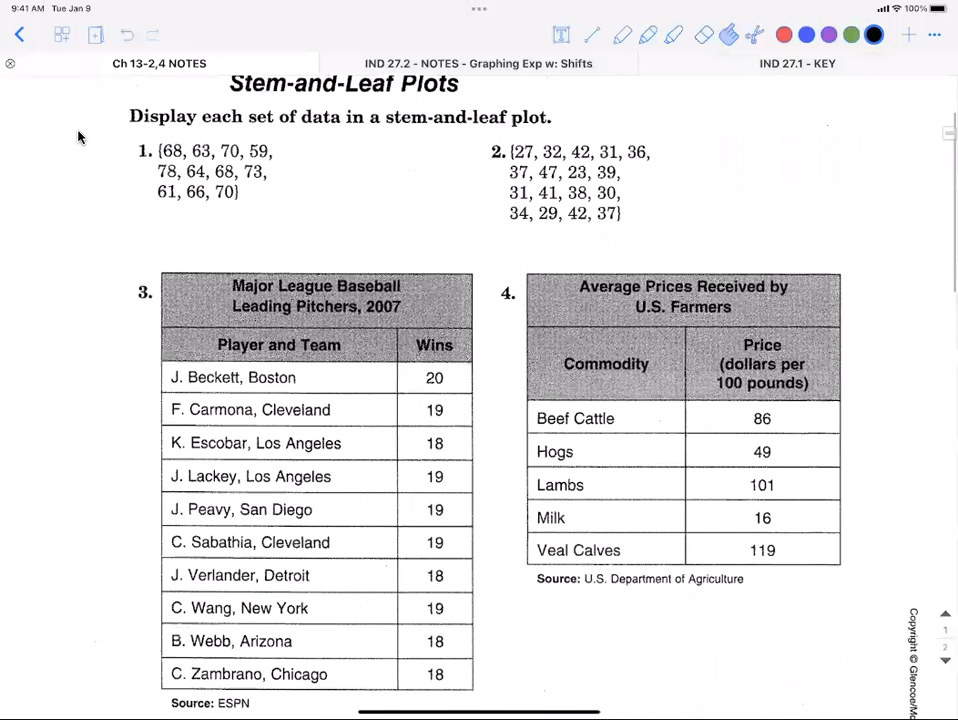 9:41 AM Tue Jan 9
100%
Ch 13-2,4 NOTES
IND 27.2 - NOTES - Graphing Exp w: Shifts
IND 27.1 - KEY
Stem-and-Leaf Plots
Display each set of data in a stem-and-leaf plot.
1. {68, 63, 70, 59,
78, 64, 68, 73,
61, 66, 70}
2. {27, 32, 42, 31, 36,
37, 47, 23, 39,
31, 41, 38, 30,
34, 29, 42, 37}
3.
Major League Baseball
Leading Pitchers, 2007
Player and Team Wins
J. Beckett, Boston 20
F. Carmona, Cleveland 19
K. Escobar, Los Angeles 18
J. Lackey, Los Angeles 19
J. Peavy, San Diego 19
C. Sabathia, Cleveland 19
J. Verlander, Detroit 18
C. Wang, New York 19
B. Webb, Arizona 18
C. Zambrano, Chicago 18
Source: ESPN
4.
Average Prices Received by
U.S. Farmers
Commodity
Price
(dollars per
100 pounds)
Beef Cattle 86
Hogs 49
Lambs 101
Milk 16
Veal Calves 119
Source: U.S. Department of Agriculture
Copyright © Glencoe/Mc
1
2